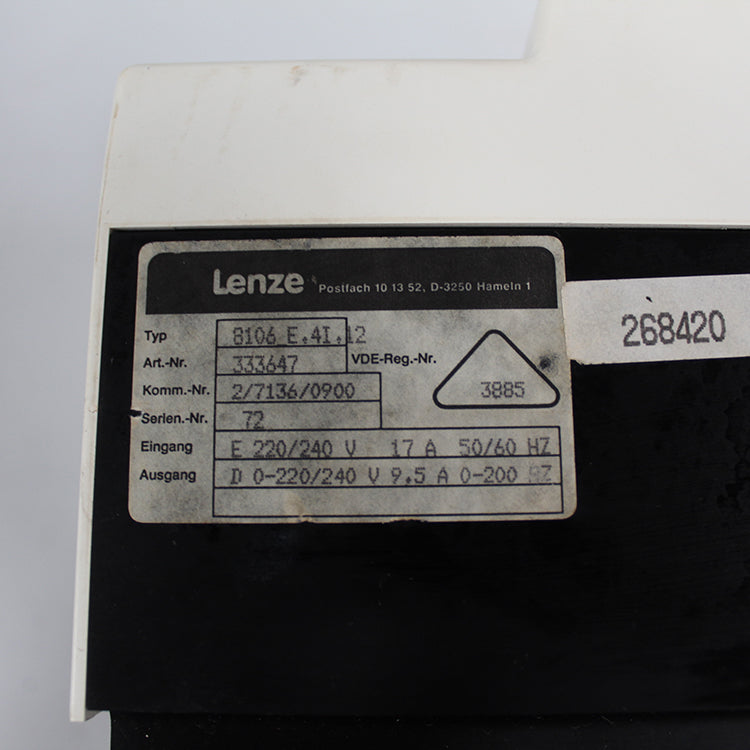 Lenze Postfach 10 13 52, D-3250 Hameln 1
Typ 8106 E.4I.12
Art.-Nr. 333647 VDE-Reg.-Nr.
Komm.-Nr. 2/7136/0900 3885
Serien.-Nr. 72
Eingang E 220/240 V 17 A 50/60 HZ
Ausgang D 0-220/240 V 9.5 A 0-200 HZ
268420